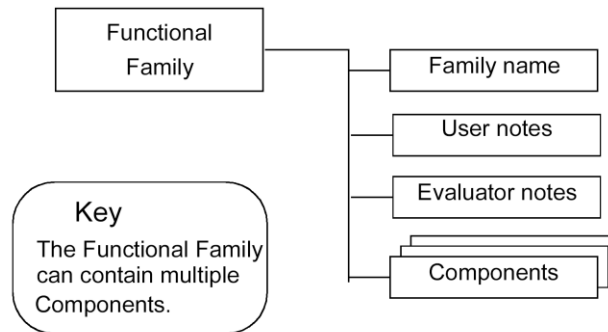 Functional
Family
Family name
User notes
Evaluator notes
Components
Key
The Functional Family
can contain multiple
Components.